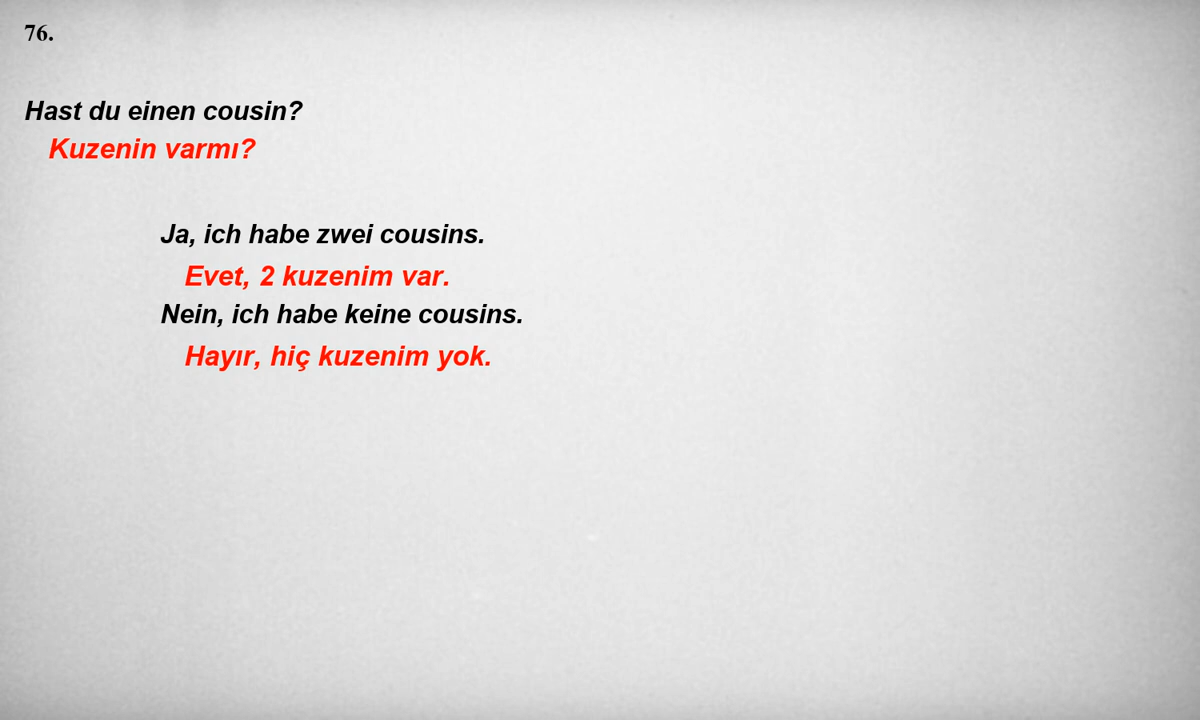 76.
Hast du einen cousin?
Kuzenin varmı?
Ja, ich habe zwei cousins.
Evet, 2 kuzenim var.
Nein, ich habe keine cousins.
Hayır, hiç kuzenim yok.